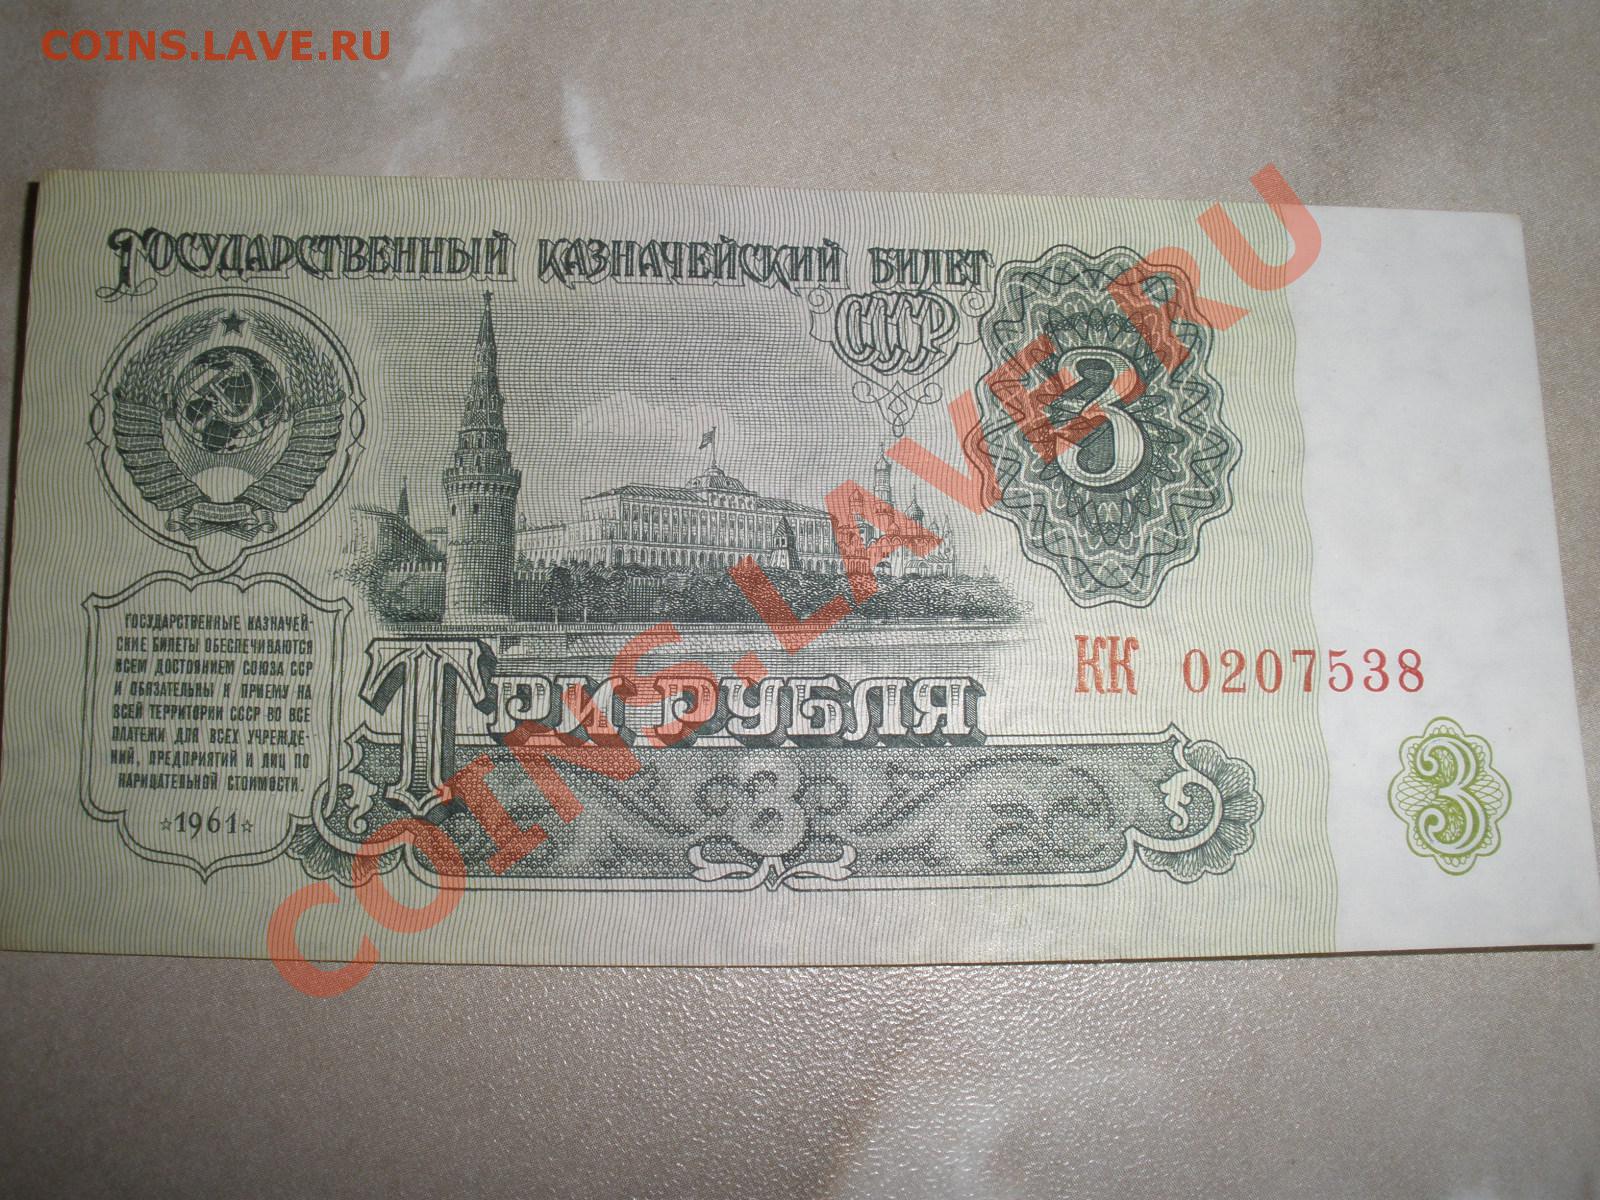 COINS.LAVE.RU
ГОСУДАРСТВЕННЫЙ КАЗНАЧЕЙСКИЙ БИЛЕТ
СССР
3
ГОСУДАРСТВЕННЫЕ КАЗНАЧЕЙ-
СКИЕ БИЛЕТЫ ОБЕСПЕЧИВАЮТСЯ
ВСЕМ ДОСТОЯНИЕМ СОЮЗА ССР
И ОБЯЗАТЕЛЬНЫ К ПРИЕМУ НА
ВСЕЙ ТЕРРИТОРИИ СССР ВО ВСЕ
ПЛАТЕЖИ ДЛЯ ВСЕХ УЧРЕЖДЕ-
НИЙ, ПРЕДПРИЯТИЙ И ЛИЦ ПО
НАРИЦАТЕЛЬНОЙ СТОИМОСТИ.
☆1961☆
ТРИ РУБЛЯ
КК 0207538
3
3
COINS.LAVE.RU